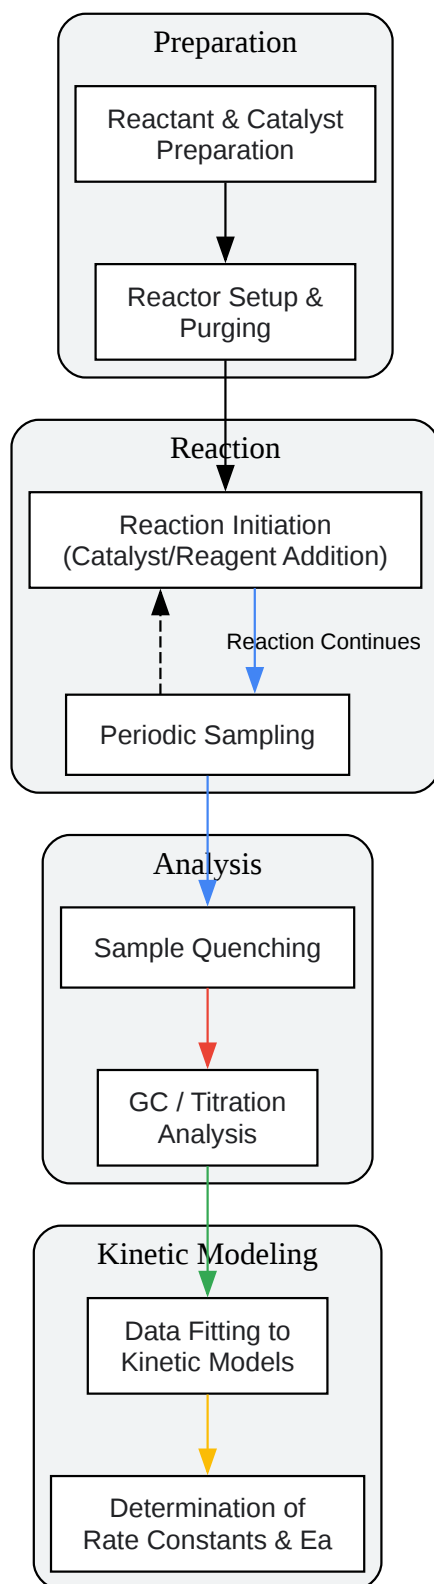 Preparation
Reactant & Catalyst
Preparation
Reactor Setup &
Purging
Reaction
Reaction Initiation
(Catalyst/Reagent Addition)
Reaction Continues
Periodic Sampling
Analysis
Sample Quenching
GC / Titration
Analysis
Kinetic Modeling
Data Fitting to
Kinetic Models
Determination of
Rate Constants & Ea